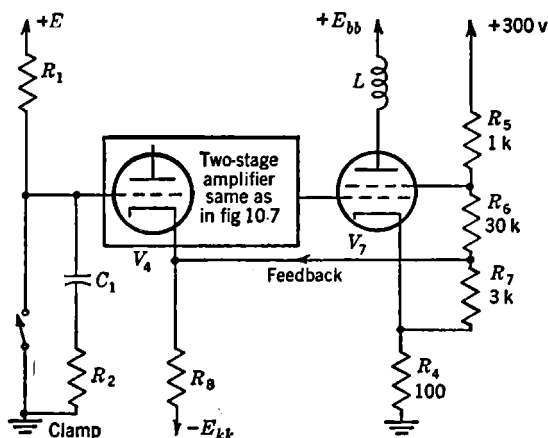 +E
+E_bb
+300 v
R_1
L
R_5
1 k
Two-stage
amplifier
same as
in fig 10.7
R_6
30 k
V_4
V_7
Feedback
R_7
3 k
C_1
R_2
R_8
R_4
100
Clamp
−E_kk